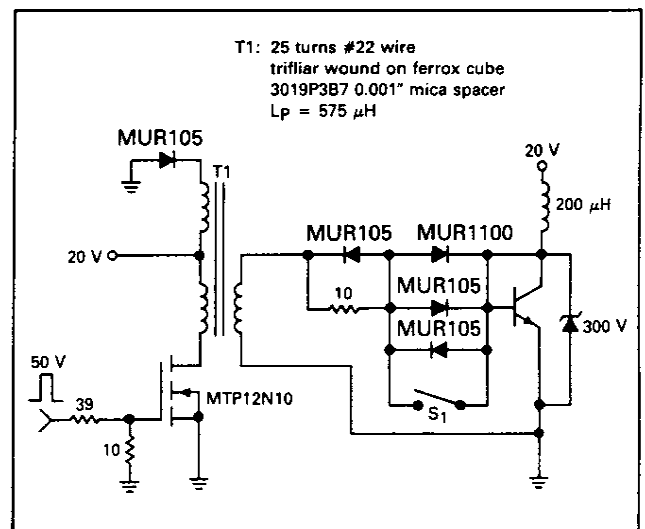 T1: 25 turns #22 wire
trifliar wound on ferrox cube
3019P3B7 0.001" mica spacer
LP = 575 μH
MUR105
T1
20 V
20 V
200 μH
MUR105
MUR1100
10
MUR105
MUR105
300 V
S1
50 V
39
10
MTP12N10